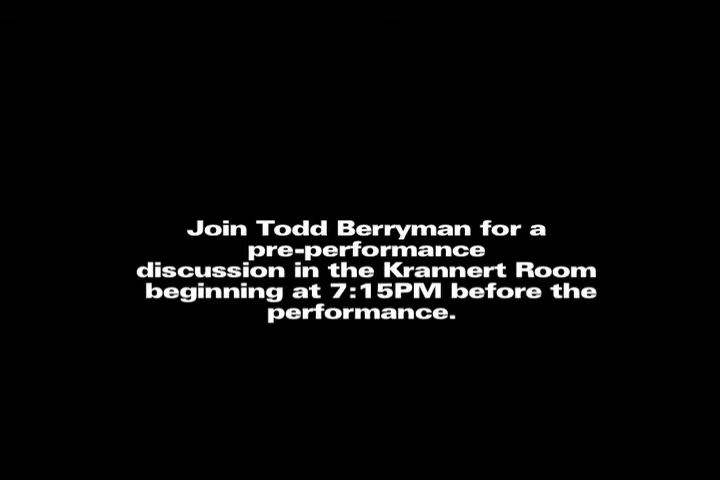 Join Todd Berryman for a
pre-performance
discussion in the Krannert Room
beginning at 7:15PM before the
performance.